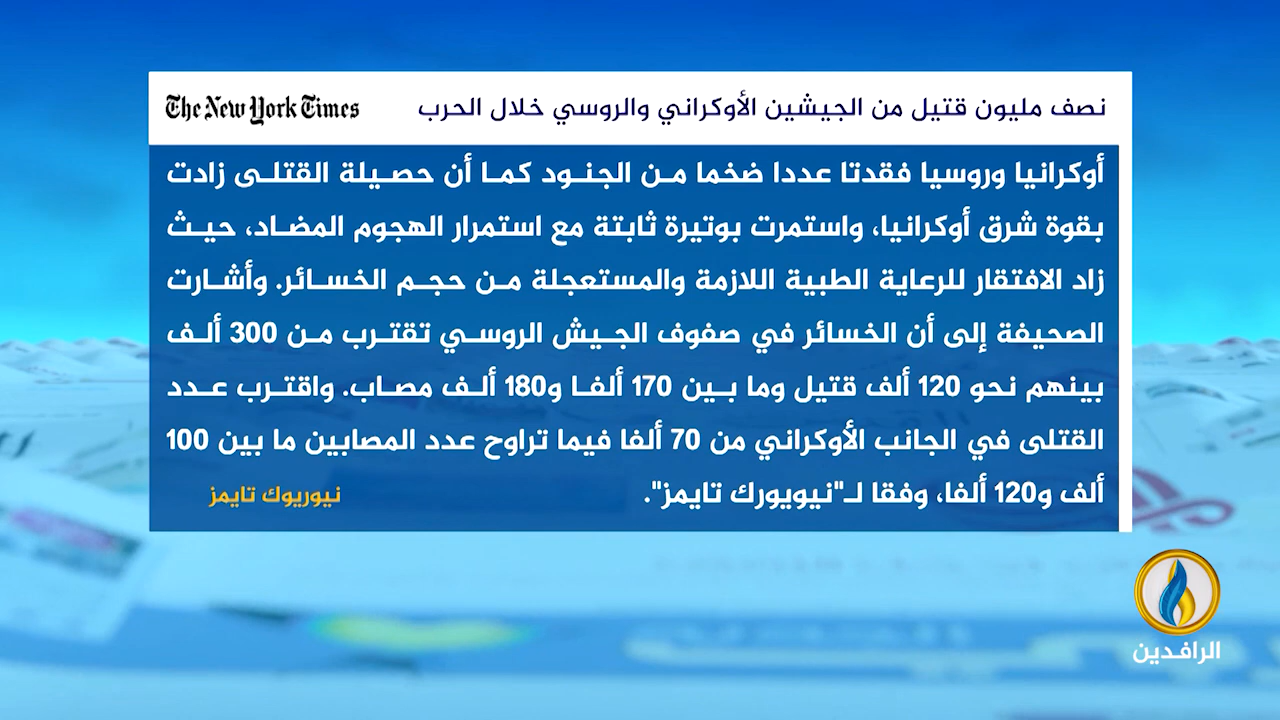 نصف مليون قتيل من الجيشين الأوكراني والروسي خلال الحرب
The New York Times
أوكرانيا وروسيا فقدتا عددا ضخما من الجنود كما أن حصيلة القتلى زادت
بقوة شرق أوكرانيا، واستمرت بوتيرة ثابتة مع استمرار الهجوم المضاد، حيث
زاد الافتقار للرعاية الطبية اللازمة والمستعجلة من حجم الخسائر. وأشارت
الصحيفة إلى أن الخسائر في صفوف الجيش الروسي تقترب من 300 ألف
بينهم نحو 120 ألف قتيل وما بين 170 ألفا و180 ألف مصاب. واقترب عدد
القتلى في الجانب الأوكراني من 70 ألفا فيما تراوح عدد المصابين ما بين 100
ألف و120 ألفا، وفقا لـ"نيويورك تايمز".
نيوريوك تايمز
الرافدين